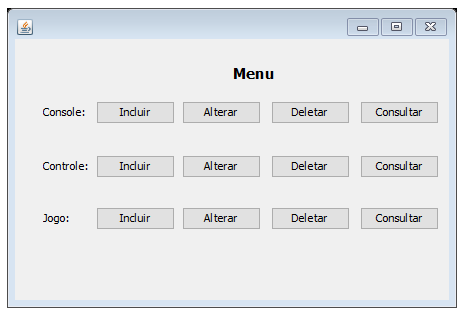 Menu
Console: Incluir Alterar Deletar Consultar
Controle: Incluir Alterar Deletar Consultar
Jogo: Incluir Alterar Deletar Consultar